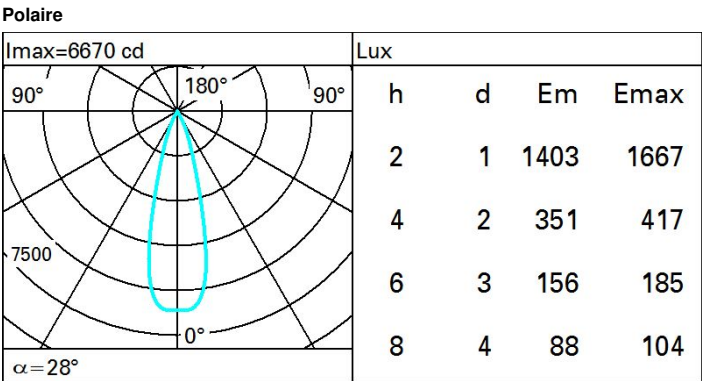 Polaire
Imax=6670 cd
Lux
90° 180° 90°
7500
0°
α=28°
h d Em Emax
2 1 1403 1667
4 2 351 417
6 3 156 185
8 4 88 104